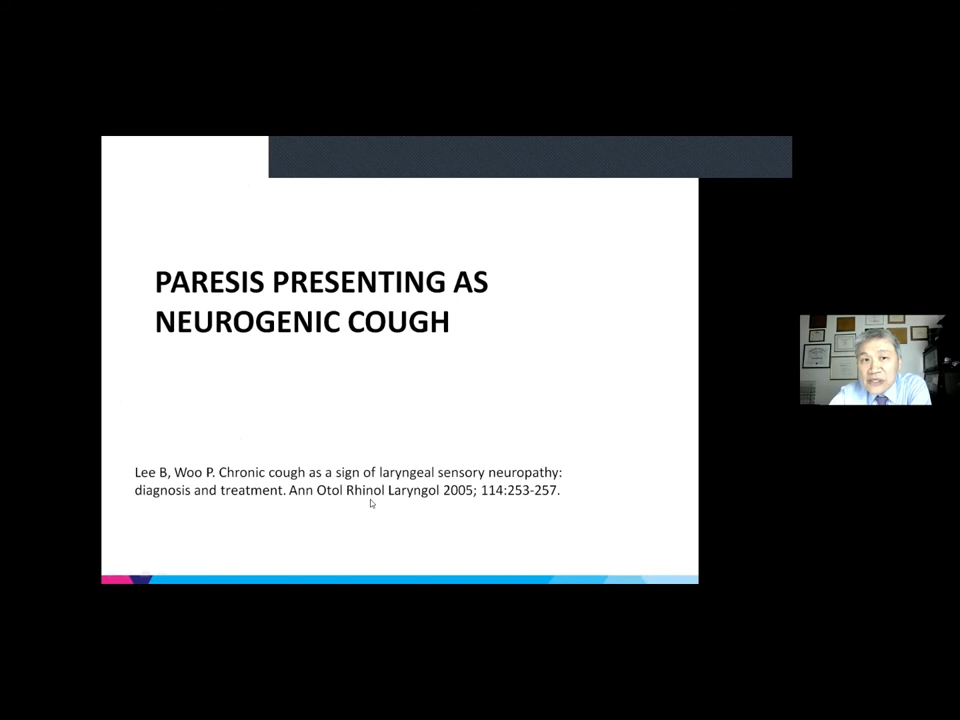 PARESIS PRESENTING AS
NEUROGENIC COUGH
Lee B, Woo P. Chronic cough as a sign of laryngeal sensory neuropathy:
diagnosis and treatment. Ann Otol Rhinol Laryngol 2005; 114:253-257.